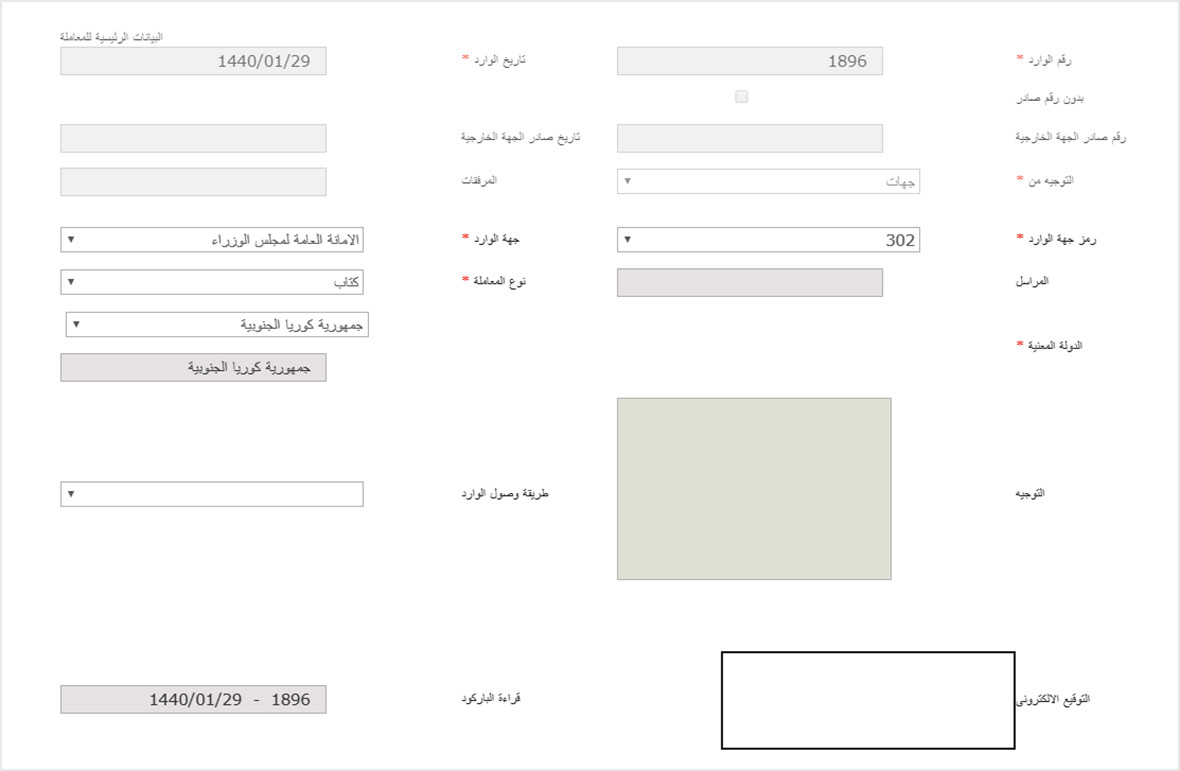 البيانات الرئيسية للمعاملة
رقم الوارد * 1896 تاريخ الوارد * 1440/01/29
بدون رقم صادر
رقم صادر الجهة الخارجية تاريخ صادر الجهة الخارجية
التوجيه من * جهات المرفقات
رمز جهة الوارد * 302 جهة الوارد * الامانة العامة لمجلس الوزراء
المراسل نوع المعاملة * كتاب
جمهورية كوريا الجنوبية
الدولة المعنية *
جمهورية كوريا الجنوبية
التوجيه طريقة وصول الوارد
التوقيع الالكترونى قراءة الباركود 1896 - 1440/01/29